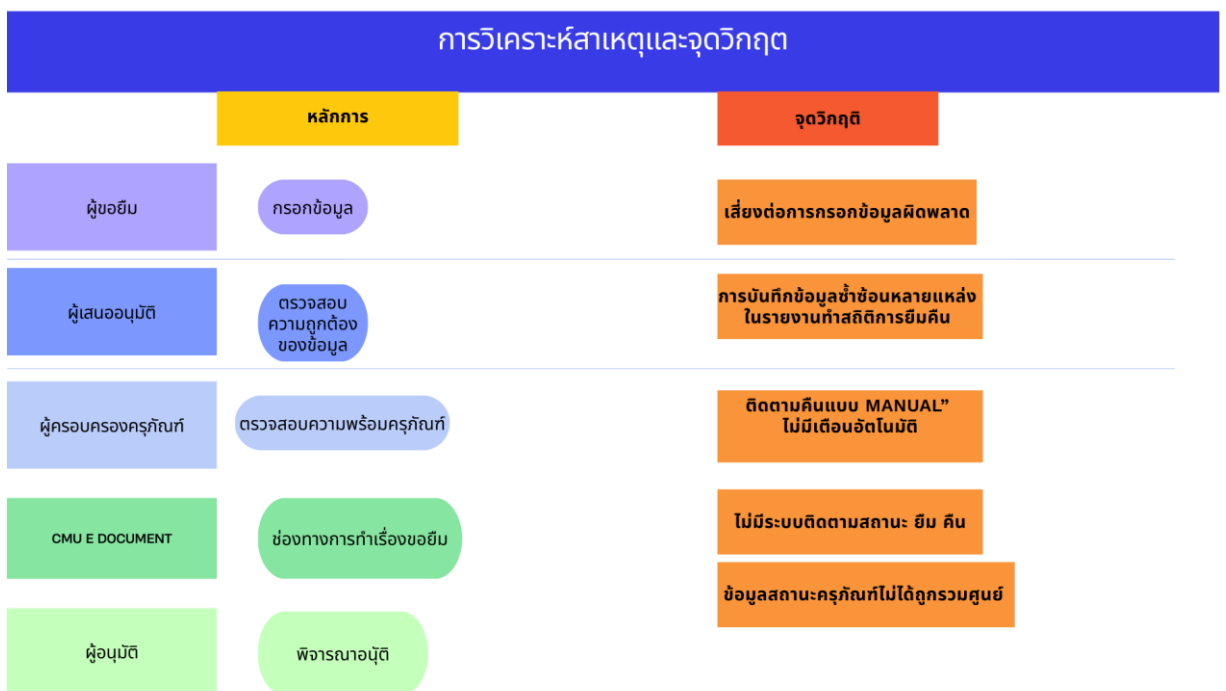 การวิเคราะห์สาเหตุและจุดวิกฤต
หลักการ
จุดวิกฤติ
ผู้ขอยืม
กรอกข้อมูล
เสี่ยงต่อการกรอกข้อมูลผิดพลาด
ผู้เสนออนุมัติ
ตรวจสอบ
ความถูกต้อง
ของข้อมูล
การบันทึกข้อมูลซ้ำซ้อนหลายแหล่ง
ในรายงานทำสถิติการยืมคืน
ผู้ครอบครองครุภัณฑ์
ตรวจสอบความพร้อมครุภัณฑ์
ติดตามคืนแบบ MANUAL”
ไม่มีเตือนอัตโนมัติ
CMU E DOCUMENT
ช่องทางการทำเรื่องขอยืม
ไม่มีระบบติดตามสถานะ ยืม คืน
ข้อมูลสถานะครุภัณฑ์ไม่ได้ถูกรวมศูนย์
ผู้อนุมัติ
พิจารณาอนุัติ